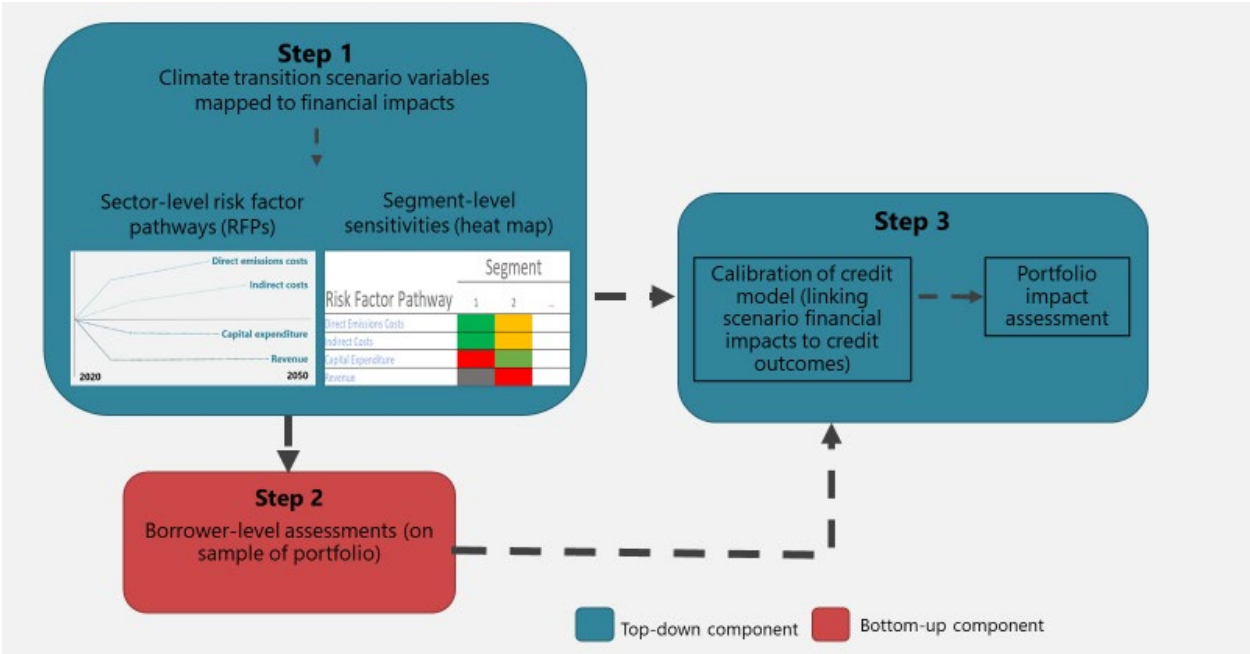 Step 1
Climate transition scenario variables
mapped to financial impacts
Sector-level risk factor
pathways (RFPs)
Direct emissions costs
Indirect costs
Capital expenditure
Revenue
2020
2050
Segment-level
sensitivities (heat map)
Segment
Risk Factor Pathway
1
2
...
Direct Emissions Costs
Indirect Costs
Capital Expenditure
Revenue
Step 2
Borrower-level assessments (on
sample of portfolio)
Step 3
Calibration of credit
model (linking
scenario financial
impacts to credit
outcomes)
Portfolio
impact
assessment
Top-down component
Bottom-up component